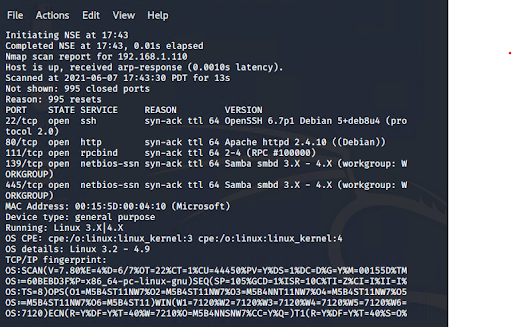 File Actions Edit View Help
Initiating NSE at 17:43
Completed NSE at 17:43, 0.01s elapsed
Nmap scan report for 192.168.1.110
Host is up, received arp-response (0.0010s latency).
Scanned at 2021-06-07 17:43:30 PDT for 13s
Not shown: 995 closed ports
Reason: 995 resets
PORT STATE SERVICE REASON VERSION
22/tcp open ssh syn-ack ttl 64 OpenSSH 6.7p1 Debian 5+deb8u4 (pro
tocol 2.0)
80/tcp open http syn-ack ttl 64 Apache httpd 2.4.10 ((Debian))
111/tcp open rpcbind syn-ack ttl 64 2-4 (RPC #100000)
139/tcp open netbios-ssn syn-ack ttl 64 Samba smbd 3.X - 4.X (workgroup: W
ORKGROUP)
445/tcp open netbios-ssn syn-ack ttl 64 Samba smbd 3.X - 4.X (workgroup: W
ORKGROUP)
MAC Address: 00:15:5D:00:04:10 (Microsoft)
Device type: general purpose
Running: Linux 3.X|4.X
OS CPE: cpe:/o:linux:linux_kernel:3 cpe:/o:linux:linux_kernel:4
OS details: Linux 3.2 - 4.9
TCP/IP fingerprint:
OS:SCAN(V=7.80%E=4%D=6/7%OT=22%CT=1%CU=44450%PV=Y%DS=1%DC=D%G=Y%M=00155D%TM
OS:=60BEBD3F%P=x86_64-pc-linux-gnu)SEQ(SP=105%GCD=1%ISR=10C%TI=Z%CI=I%II=I%
OS:TS=8)OPS(O1=M5B4ST11NW7%O2=M5B4ST11NW7%O3=M5B4NNT11NW7%O4=M5B4ST11NW7%O5
OS:=M5B4ST11NW7%O6=M5B4ST11)WIN(W1=7120%W2=7120%W3=7120%W4=7120%W5=7120%W6=
OS:7120)ECN(R=Y%DF=Y%T=40%W=7210%O=M5B4NNSNW7%CC=Y%Q=)T1(R=Y%DF=Y%T=40%S=O%